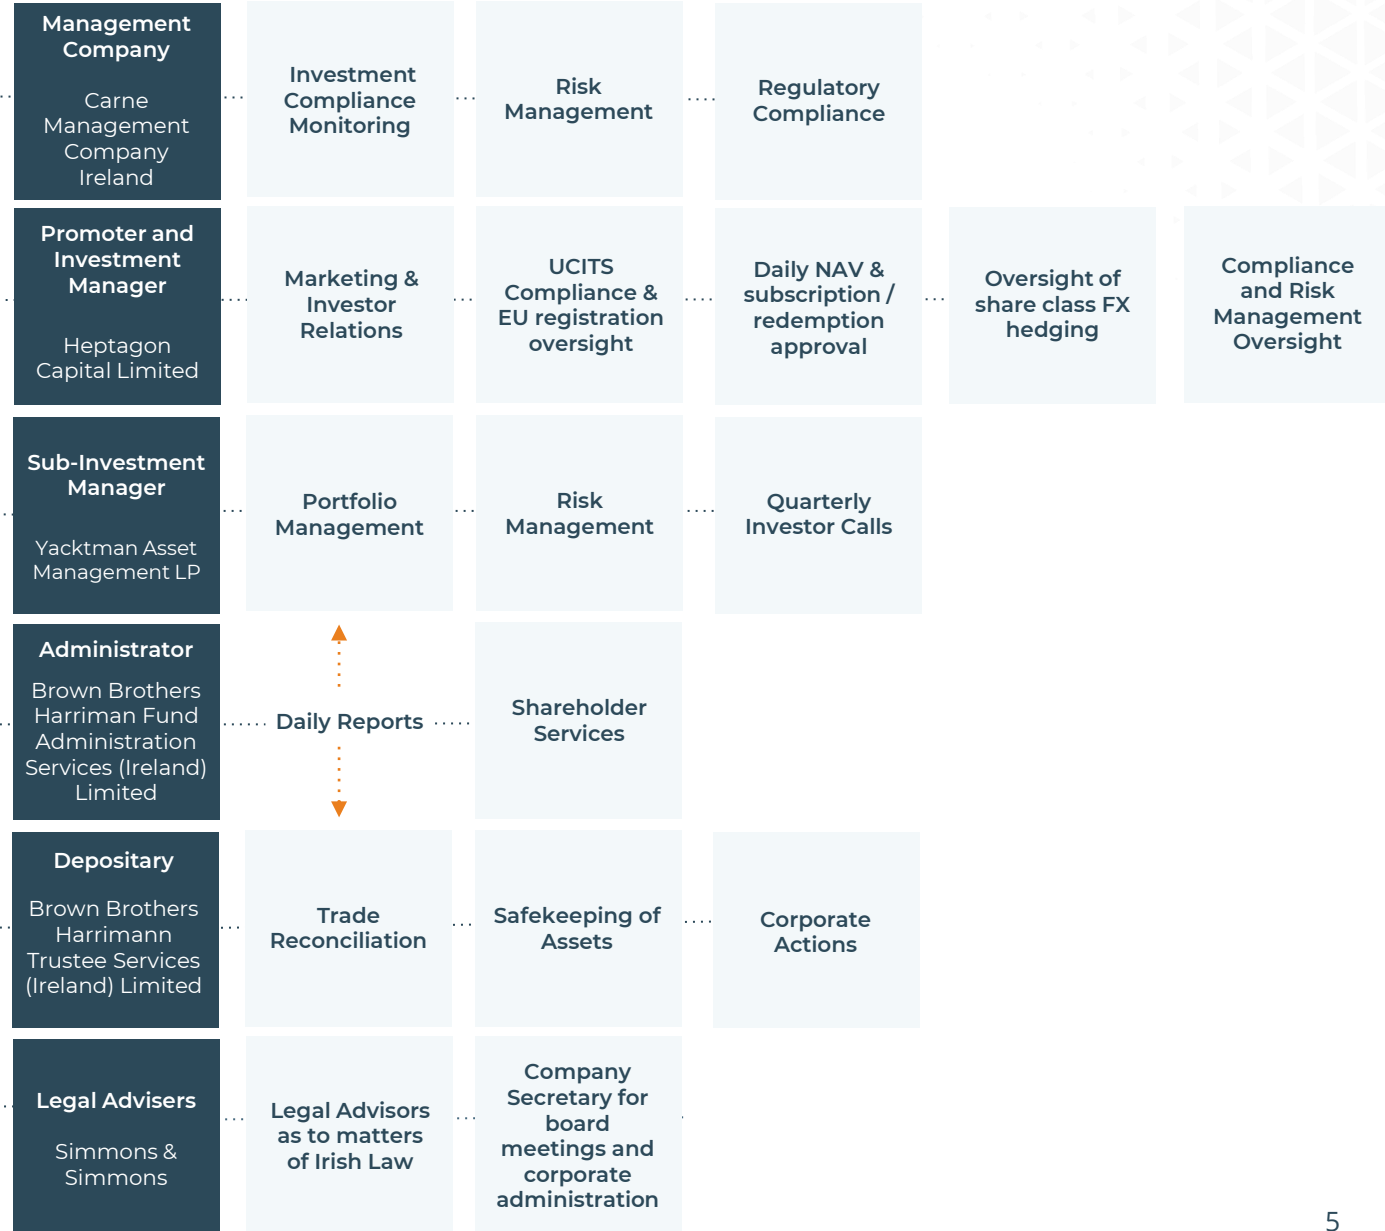 Management
Company
Carne
Management
Company
Ireland
Investment
Compliance
Monitoring
Risk
Management
Regulatory
Compliance
Promoter and
Investment
Manager
Heptagon
Capital Limited
Marketing &
Investor
Relations
UCITS
Compliance &
EU registration
oversight
Daily NAV &
subscription /
redemption
approval
Oversight of
share class FX
hedging
Compliance
and Risk
Management
Oversight
Sub-Investment
Manager
Yacktman Asset
Management LP
Portfolio
Management
Risk
Management
Quarterly
Investor Calls
Administrator
Brown Brothers
Harriman Fund
Administration
Services (Ireland)
Limited
Daily Reports
Shareholder
Services
Depositary
Brown Brothers
Harrimann
Trustee Services
(Ireland) Limited
Trade
Reconciliation
Safekeeping of
Assets
Corporate
Actions
Legal Advisers
Simmons &
Simmons
Legal Advisors
as to matters
of Irish Law
Company
Secretary for
board
meetings and
corporate
administration
5